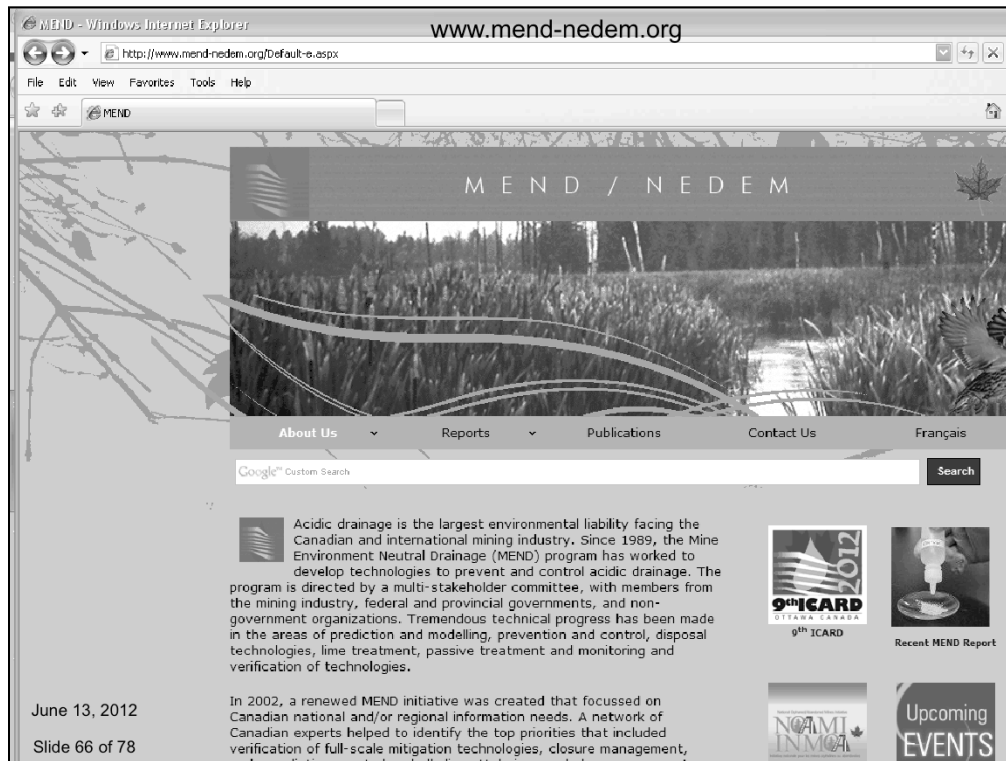 MEND - Windows Internet Explorer
www.mend-nedem.org
http://www.mend-nedem.org/Default-e.aspx
File Edit View Favorites Tools Help
MEND
MEND / NEDEM
About Us Reports Publications Contact Us Français
Google™ Custom Search Search
Acidic drainage is the largest environmental liability facing the
Canadian and international mining industry. Since 1989, the Mine
Environment Neutral Drainage (MEND) program has worked to
develop technologies to prevent and control acidic drainage. The
program is directed by a multi-stakeholder committee, with members from
the mining industry, federal and provincial governments, and non-
government organizations. Tremendous technical progress has been made
in the areas of prediction and modelling, prevention and control, disposal
technologies, lime treatment, passive treatment and monitoring and
verification of technologies.
In 2002, a renewed MEND initiative was created that focussed on
Canadian national and/or regional information needs. A network of
Canadian experts helped to identify the top priorities that included
verification of full-scale mitigation technologies, closure management,
2012
9th ICARD
OTTAWA CANADA
9th ICARD
Recent MEND Report
NOAMI
INMOA
Upcoming
EVENTS
June 13, 2012
Slide 66 of 78